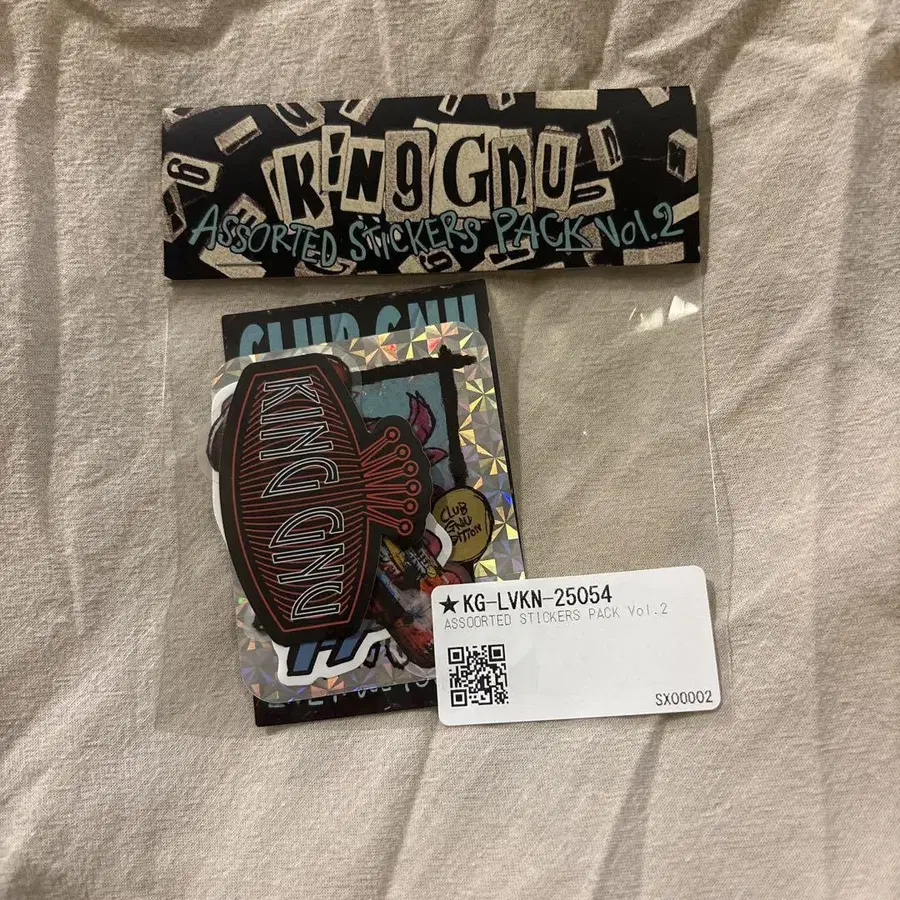 King Gnu
ASSORTED STICKERS PACK Vol.2
CLUB GNU
KING GNU
CLUB
GNU
EDITION
★KG-LVKN-25054
ASSOORTED STICKERS PACK Vol.2
SX00002